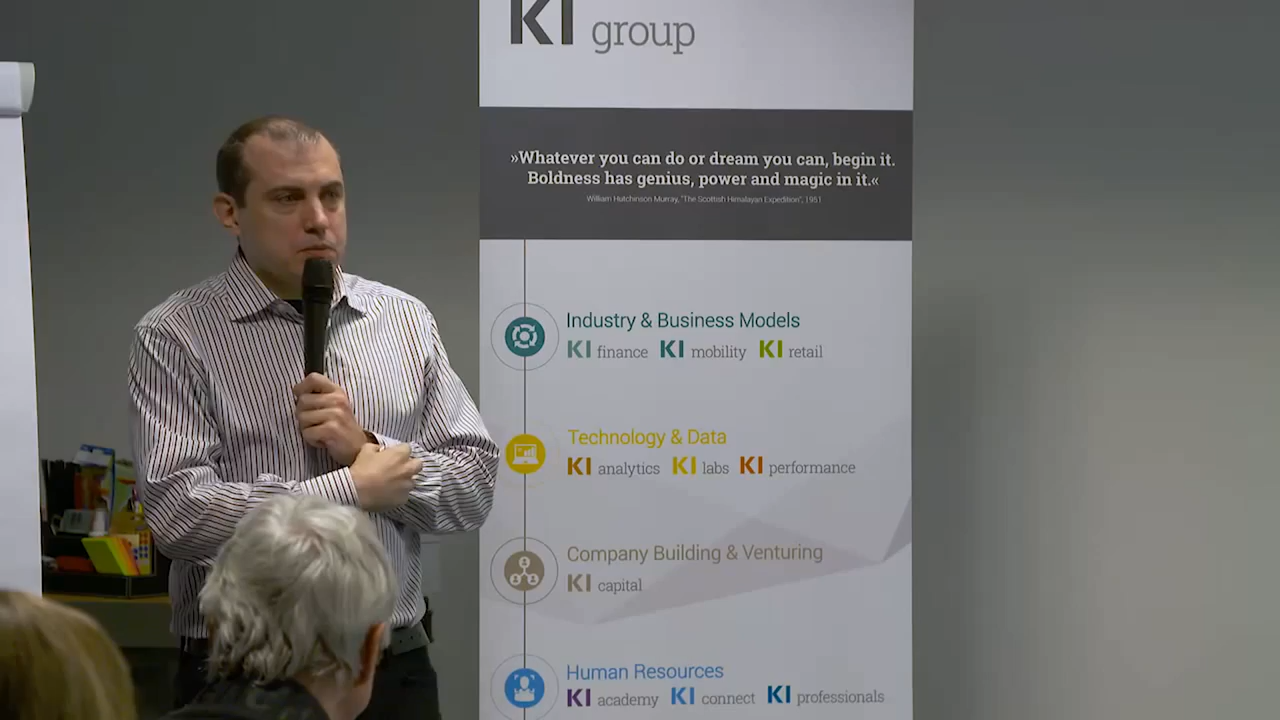 KI group
»Whatever you can do or dream you can, begin it.
Boldness has genius, power and magic in it.«
William Hutchinson Murray, "The Scottish Himalayan Expedition", 1951
Industry & Business Models
KI finance KI mobility KI retail
Technology & Data
KI analytics KI labs KI performance
Company Building & Venturing
KI capital
Human Resources
KI academy KI connect KI professionals